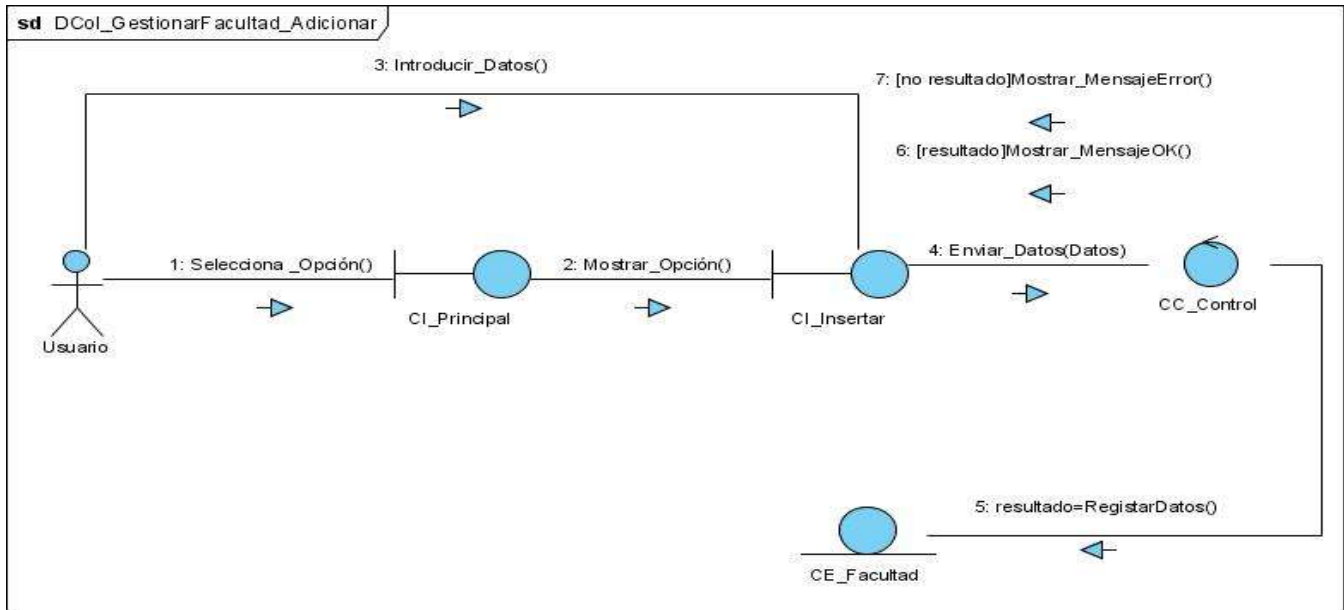 sd DCol_GestionarFacultad_Adicionar
3: Introducir_Datos()
7: [no resultado]Mostrar_MensajeError()
6: [resultado]Mostrar_MensajeOK()
1: Selecciona _Opción()
2: Mostrar_Opción()
4: Enviar_Datos(Datos)
CI_Principal
CI_Insertar
CC_Control
Usuario
5: resultado=RegistarDatos()
CE_Facultad